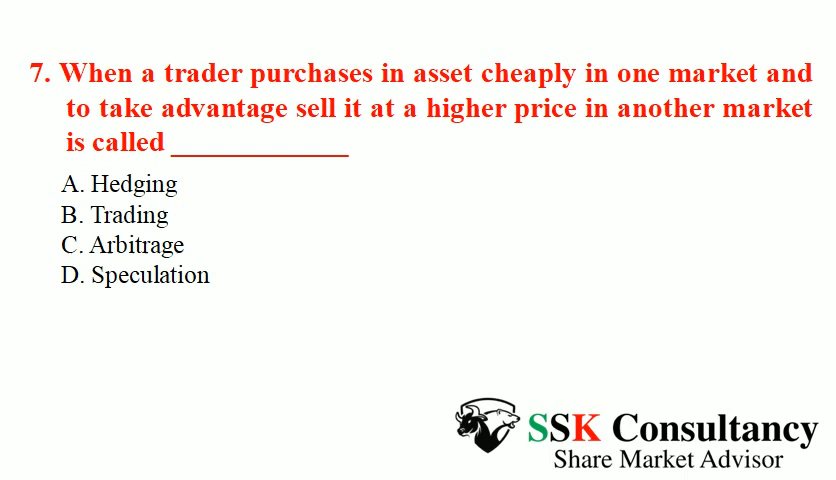 7. When a trader purchases in asset cheaply in one market and
to take advantage sell it at a higher price in another market
is called _____________
A. Hedging
B. Trading
C. Arbitrage
D. Speculation
SSK Consultancy
Share Market Advisor